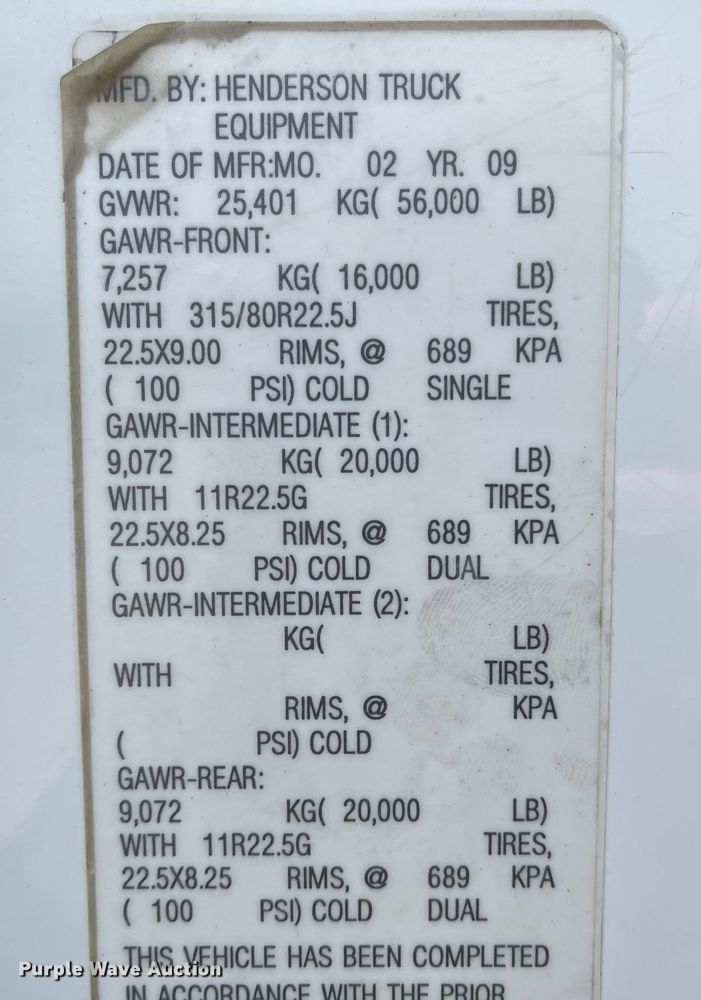 MFD. BY: HENDERSON TRUCK
EQUIPMENT
DATE OF MFR:MO. 02 YR. 09
GVWR: 25,401 KG( 56,000 LB)
GAWR-FRONT:
7,257 KG( 16,000 LB)
WITH 315/80R22.5J TIRES,
22.5X9.00 RIMS, @ 689 KPA
( 100 PSI) COLD SINGLE
GAWR-INTERMEDIATE (1):
9,072 KG( 20,000 LB)
WITH 11R22.5G TIRES,
22.5X8.25 RIMS, @ 689 KPA
( 100 PSI) COLD DUAL
GAWR-INTERMEDIATE (2):
KG( LB)
WITH TIRES,
RIMS, @ KPA
( PSI) COLD
GAWR-REAR:
9,072 KG( 20,000 LB)
WITH 11R22.5G TIRES,
22.5X8.25 RIMS, @ 689 KPA
( 100 PSI) COLD DUAL
THIS VEHICLE HAS BEEN COMPLETED
Purple Wave Auction
IN ACCORDANCE WITH THE PRIOR